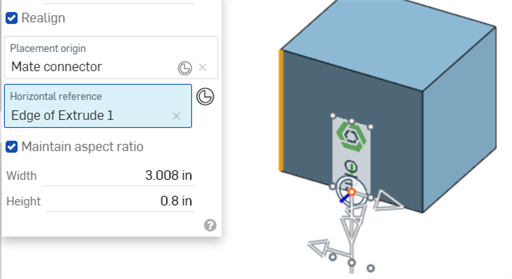 Realign
Placement origin
Mate connector
Horizontal reference
Edge of Extrude 1
Maintain aspect ratio
Width 3.008 in
Height 0.8 in
?